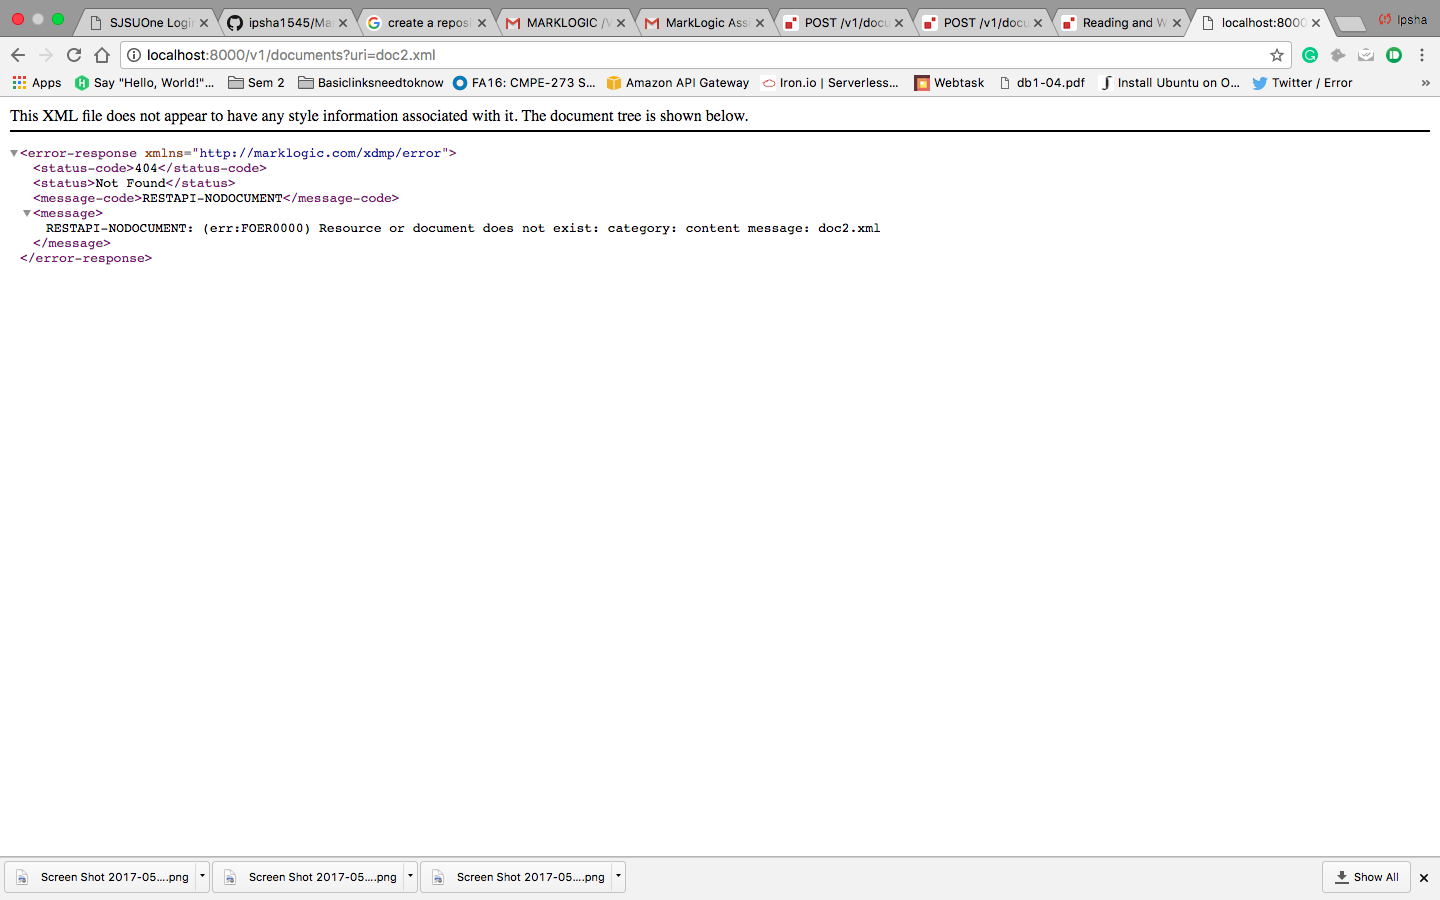 SJSUOne Logi
ipsha1545/Ma
create a reposi
MARKLOGIC /
MarkLogic Ass
POST /v1/docu
POST /v1/docu
Reading and W
localhost:8000
Ipsha
localhost:8000/v1/documents?uri=doc2.xml
Apps
Say "Hello, World!"...
Sem 2
Basiclinksneedtoknow
FA16: CMPE-273 S...
Amazon API Gateway
Iron.io | Serverless...
Webtask
db1-04.pdf
Install Ubuntu on O...
Twitter / Error
»
This XML file does not appear to have any style information associated with it. The document tree is shown below.
<error-response xmlns="http://marklogic.com/xdmp/error">
<status-code>404</status-code>
<status>Not Found</status>
<message-code>RESTAPI-NODOCUMENT</message-code>
<message>
RESTAPI-NODOCUMENT: (err:FOER0000) Resource or document does not exist: category: content message: doc2.xml
</message>
</error-response>
Screen Shot 2017-05....png
Screen Shot 2017-05....png
Screen Shot 2017-05....png
Show All